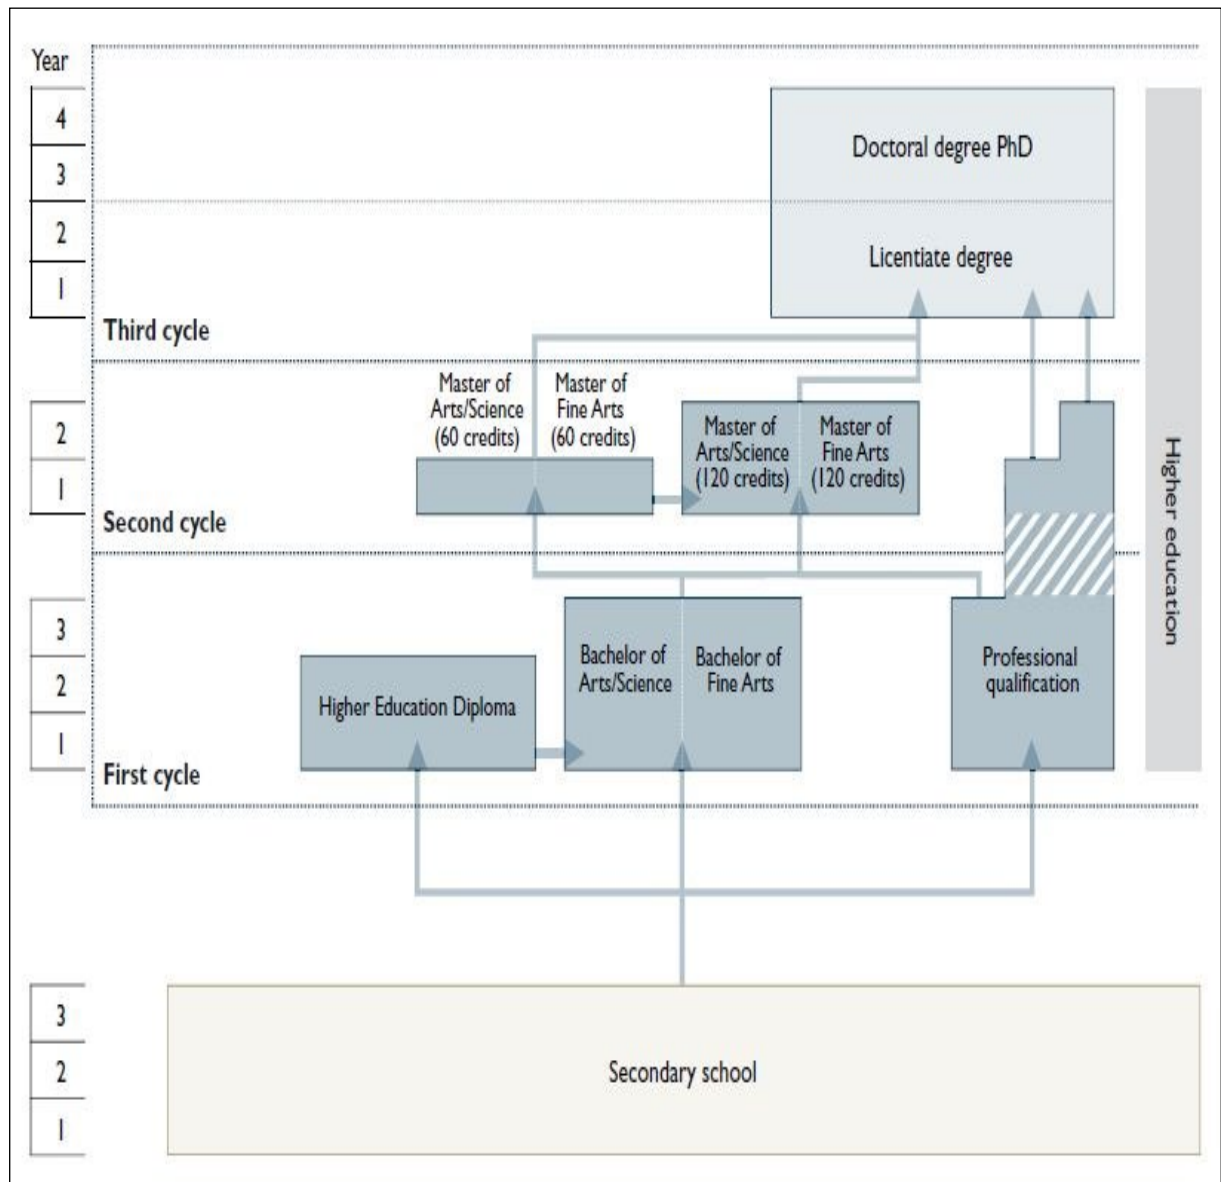 Year
4
3
2
1
Doctoral degree PhD
Licentiate degree
Third cycle
2
1
Master of
Arts/Science
(60 credits)
Master of
Fine Arts
(60 credits)
Master of
Arts/Science
(120 credits)
Master of
Fine Arts
(120 credits)
Second cycle
Higher education
3
2
1
Higher Education Diploma
Bachelor of
Arts/Science
Bachelor of
Fine Arts
Professional
qualification
First cycle
3
2
1
Secondary school